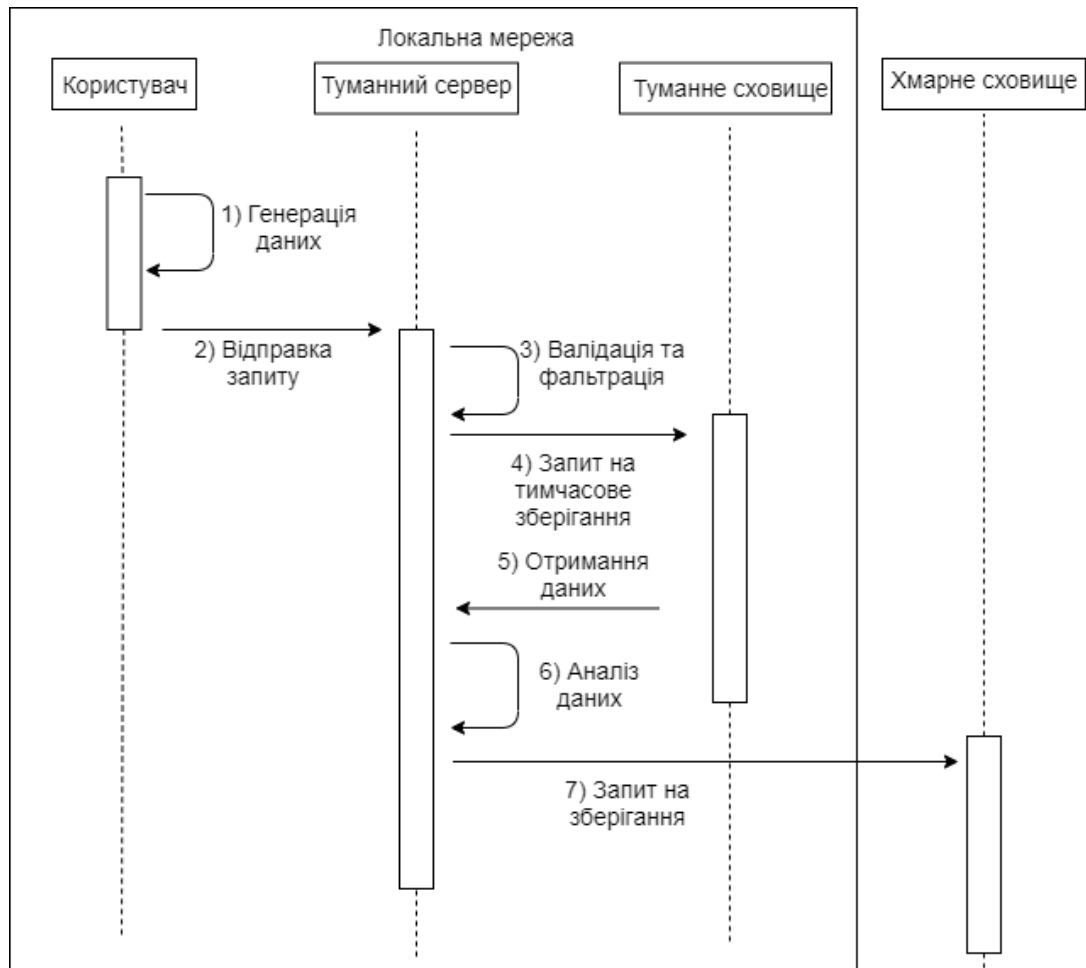 Локальна мережа
Користувач
Туманний сервер
Туманне сховище
Хмарне сховище
1) Генерація
даних
2) Відправка
запиту
3) Валідація та
фальтрація
4) Запит на
тимчасове
зберігання
5) Отримання
даних
6) Аналіз
даних
7) Запит на
зберігання